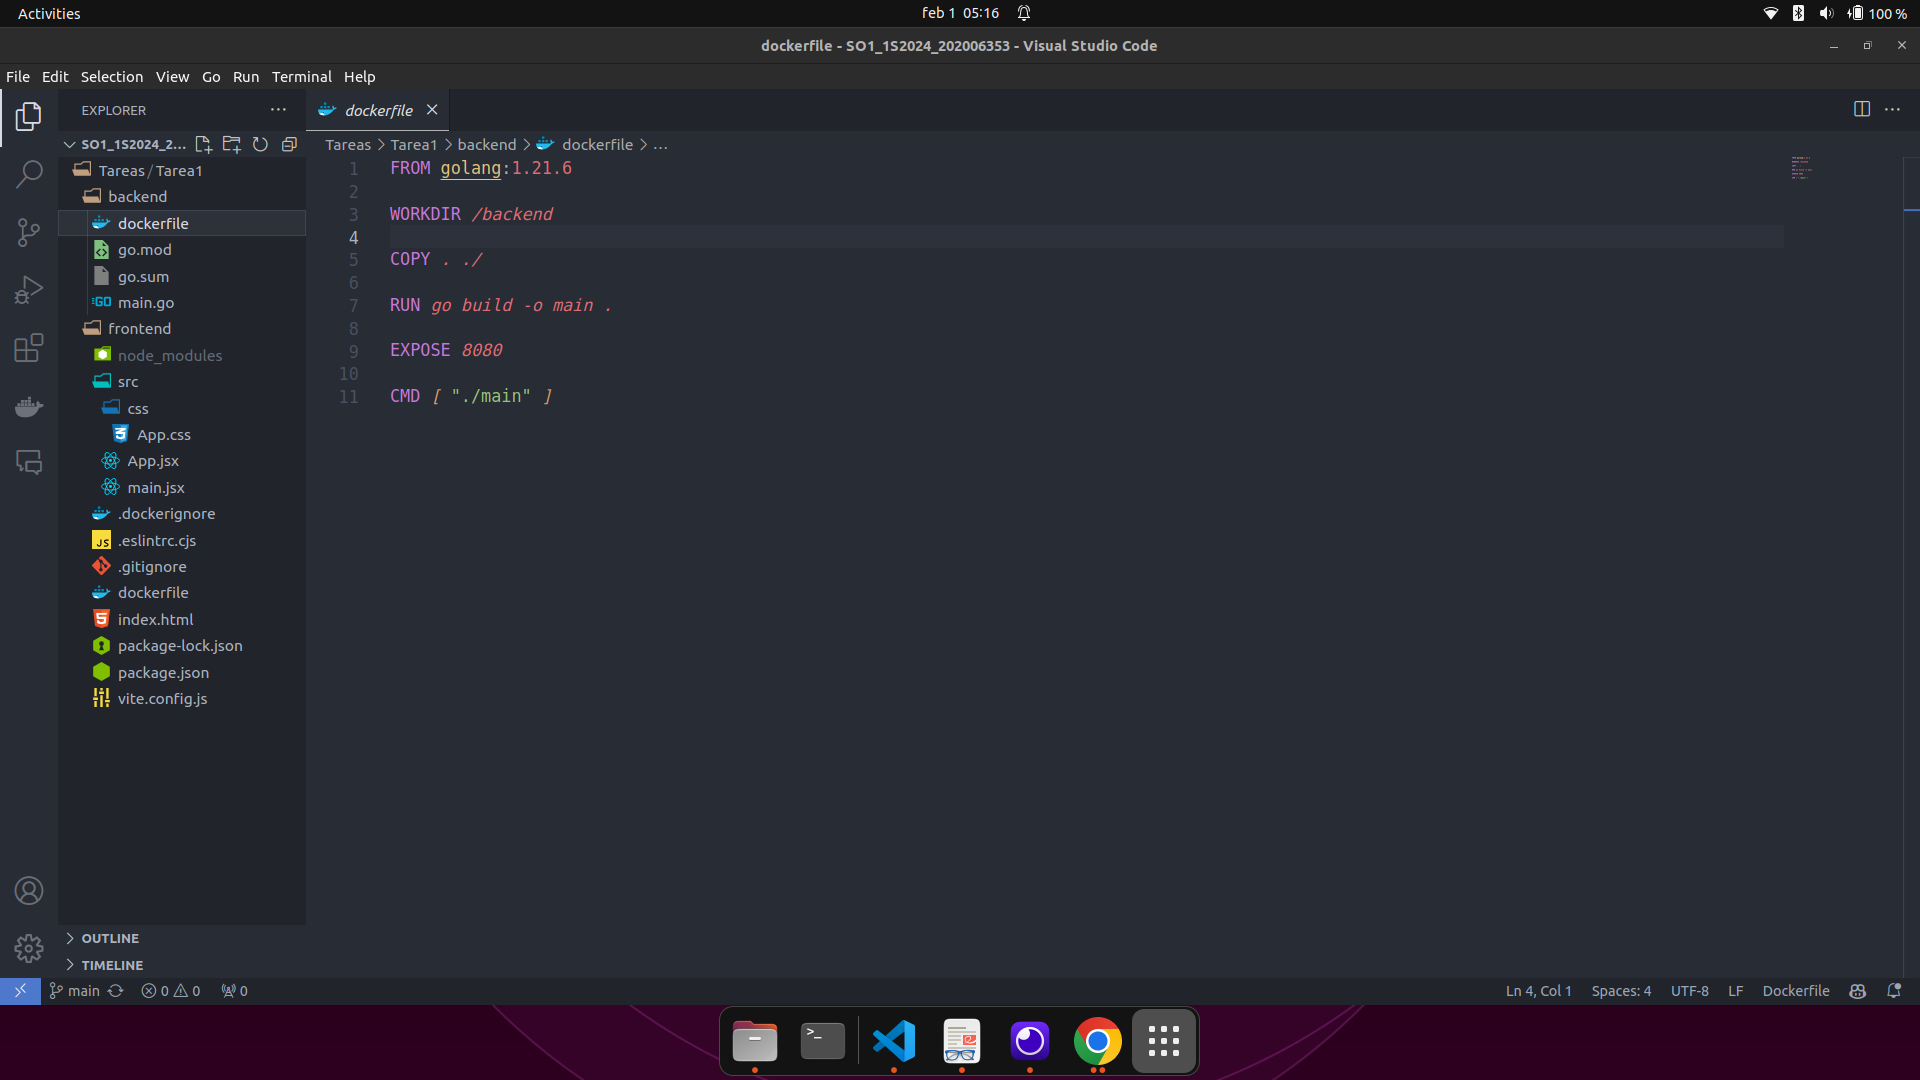 Activities
feb 1 05:16
100 %
dockerfile - SO1_1S2024_202006353 - Visual Studio Code
File Edit Selection View Go Run Terminal Help
EXPLORER
SO1_1S2024_2...
Tareas / Tarea1
backend
dockerfile
go.mod
go.sum
GO main.go
frontend
node_modules
src
css
App.css
App.jsx
main.jsx
.dockerignore
JS .eslintrc.cjs
.gitignore
dockerfile
index.html
package-lock.json
package.json
vite.config.js
OUTLINE
TIMELINE
dockerfile
Tareas > Tarea1 > backend > dockerfile > ...
1 FROM golang:1.21.6
2
3 WORKDIR /backend
4
5 COPY . ./
6
7 RUN go build -o main .
8
9 EXPOSE 8080
10
11 CMD [ "./main" ]
main 0 0 0
Ln 4, Col 1 Spaces: 4 UTF-8 LF Dockerfile